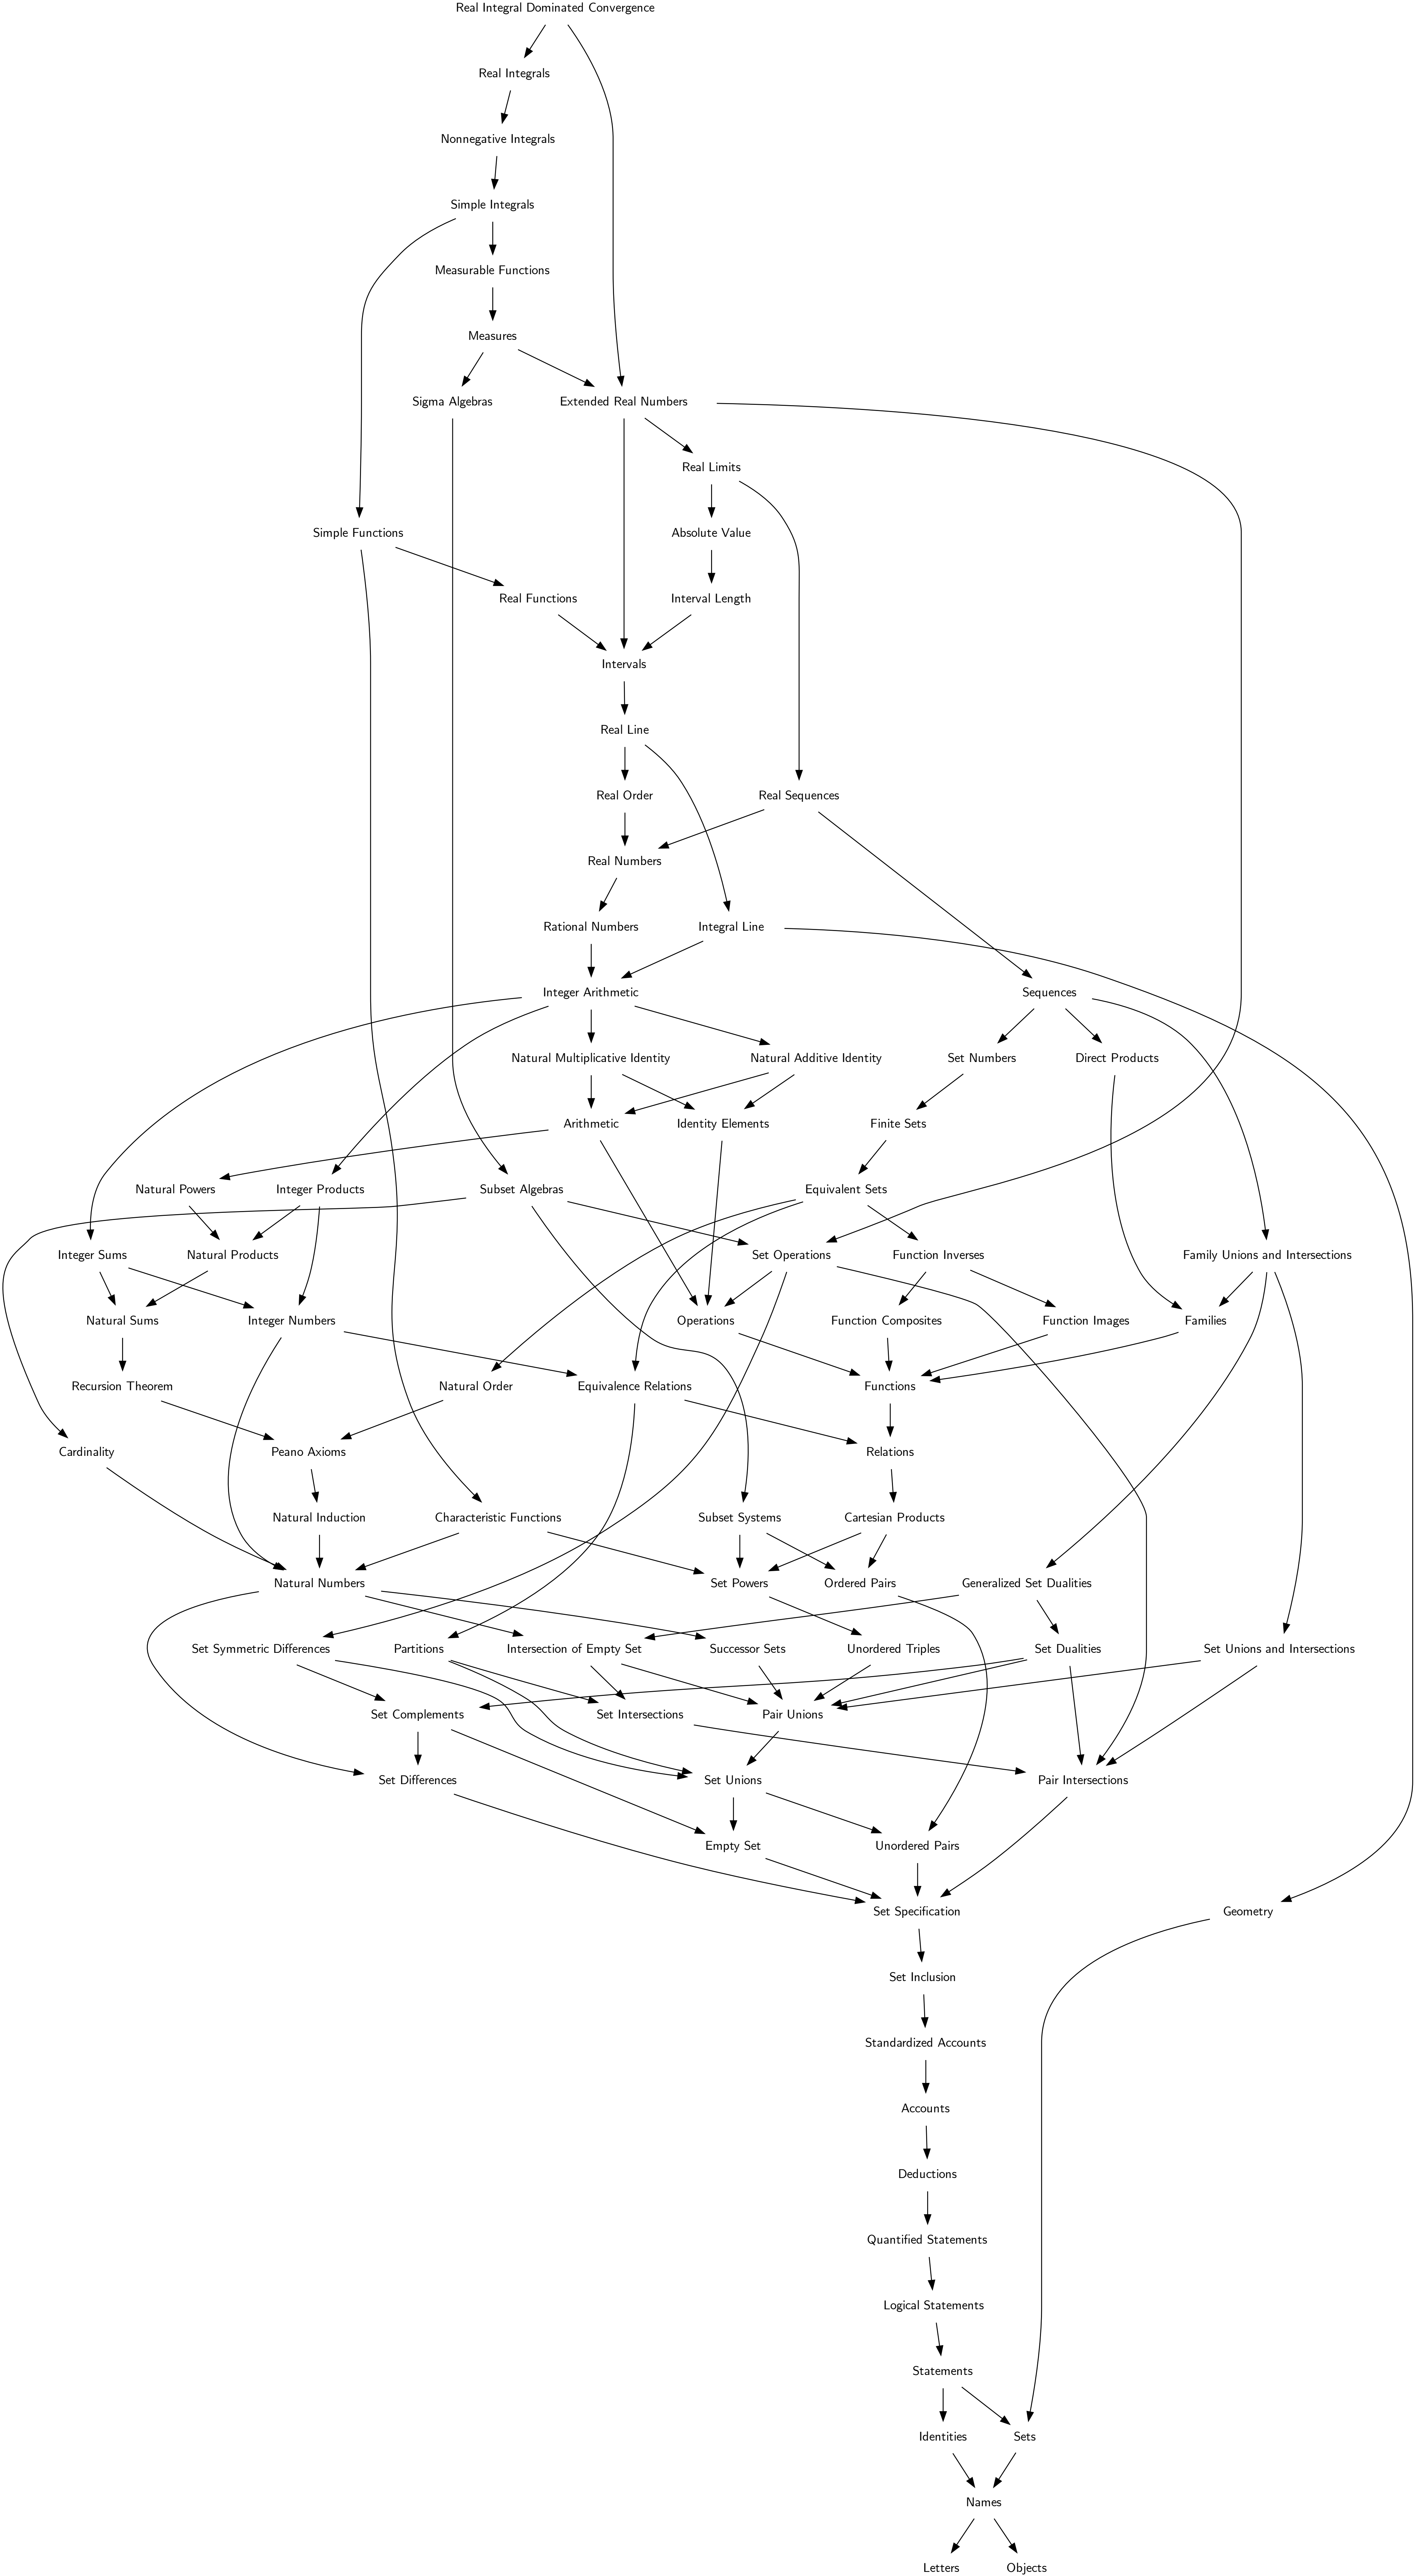 Real Integral Dominated Convergence
Real Integrals
Nonnegative Integrals
Simple Integrals
Measurable Functions
Measures
Sigma Algebras
Extended Real Numbers
Real Limits
Simple Functions
Absolute Value
Real Functions
Interval Length
Intervals
Real Line
Real Order
Real Sequences
Real Numbers
Rational Numbers
Integral Line
Integer Arithmetic
Sequences
Natural Multiplicative Identity
Natural Additive Identity
Set Numbers
Direct Products
Arithmetic
Identity Elements
Finite Sets
Natural Powers
Integer Products
Subset Algebras
Equivalent Sets
Integer Sums
Natural Products
Set Operations
Function Inverses
Family Unions and Intersections
Natural Sums
Integer Numbers
Operations
Function Composites
Function Images
Families
Recursion Theorem
Natural Order
Equivalence Relations
Functions
Cardinality
Peano Axioms
Relations
Natural Induction
Characteristic Functions
Subset Systems
Cartesian Products
Natural Numbers
Set Powers
Ordered Pairs
Generalized Set Dualities
Set Symmetric Differences
Partitions
Intersection of Empty Set
Successor Sets
Unordered Triples
Set Dualities
Set Unions and Intersections
Set Complements
Set Intersections
Pair Unions
Set Differences
Set Unions
Pair Intersections
Empty Set
Unordered Pairs
Set Specification
Geometry
Set Inclusion
Standardized Accounts
Accounts
Deductions
Quantified Statements
Logical Statements
Statements
Identities
Sets
Names
Letters
Objects